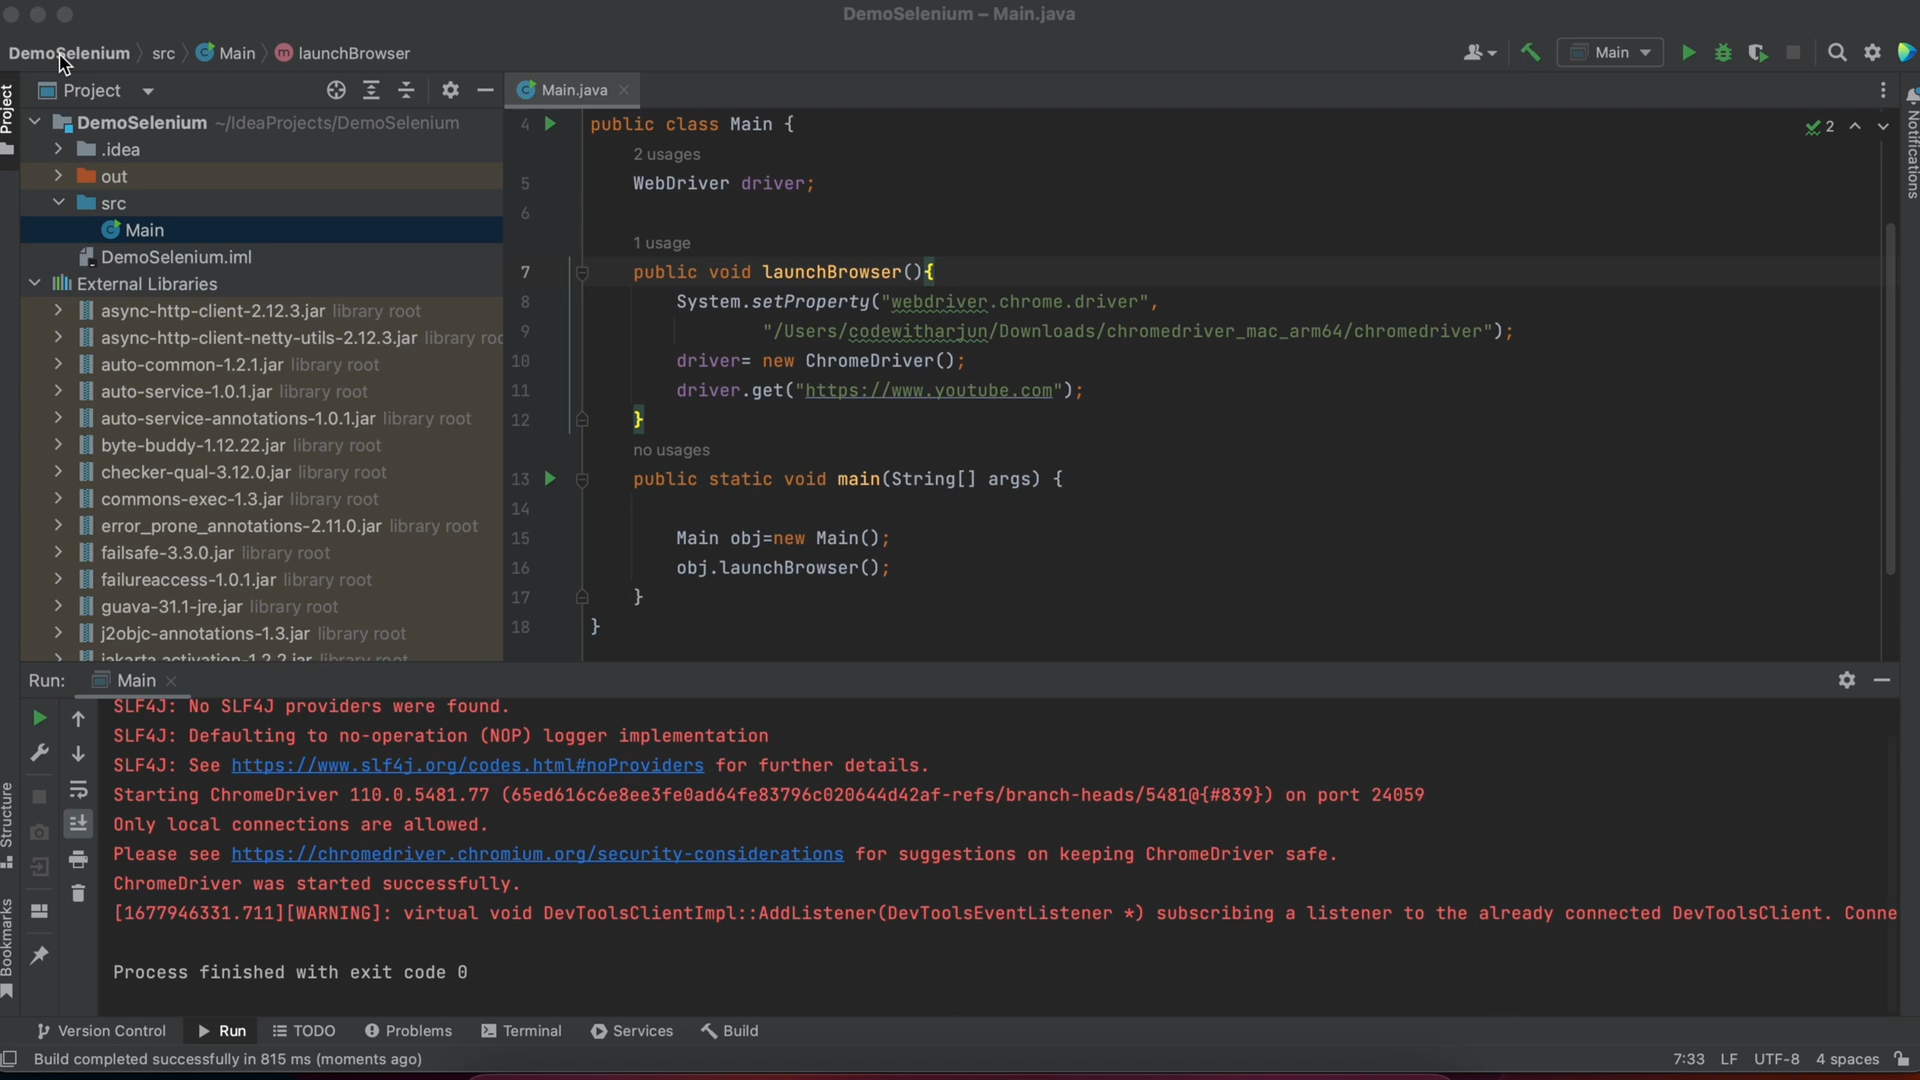 DemoSelenium – Main.java
DemoSelenium src Main launchBrowser
Main
Project
Main.java
DemoSelenium ~/IdeaProjects/DemoSelenium
.idea
out
src
Main
DemoSelenium.iml
External Libraries
async-http-client-2.12.3.jar library root
async-http-client-netty-utils-2.12.3.jar library roo
auto-common-1.2.1.jar library root
auto-service-1.0.1.jar library root
auto-service-annotations-1.0.1.jar library root
byte-buddy-1.12.22.jar library root
checker-qual-3.12.0.jar library root
commons-exec-1.3.jar library root
error_prone_annotations-2.11.0.jar library root
failsafe-3.3.0.jar library root
failureaccess-1.0.1.jar library root
guava-31.1-jre.jar library root
j2objc-annotations-1.3.jar library root
jakarta.activation-1.2.2.jar library root
4 public class Main {
2
2 usages
5 WebDriver driver;
6
1 usage
7 public void launchBrowser(){
8 System.setProperty("webdriver.chrome.driver",
9 "/Users/codewitharjun/Downloads/chromedriver_mac_arm64/chromedriver");
10 driver= new ChromeDriver();
11 driver.get("https://www.youtube.com");
12 }
no usages
13 public static void main(String[] args) {
14
15 Main obj=new Main();
16 obj.launchBrowser();
17 }
18 }
Project
Notifications
Structure
Bookmarks
Run: Main
SLF4J: No SLF4J providers were found.
SLF4J: Defaulting to no-operation (NOP) logger implementation
SLF4J: See https://www.slf4j.org/codes.html#noProviders for further details.
Starting ChromeDriver 110.0.5481.77 (65ed616c6e8ee3fe0ad64fe83796c020644d42af-refs/branch-heads/5481@{#839}) on port 24059
Only local connections are allowed.
Please see https://chromedriver.chromium.org/security-considerations for suggestions on keeping ChromeDriver safe.
ChromeDriver was started successfully.
[1677946331.711][WARNING]: virtual void DevToolsClientImpl::AddListener(DevToolsEventListener *) subscribing a listener to the already connected DevToolsClient. Conne
Process finished with exit code 0
Version Control Run TODO Problems Terminal Services Build
Build completed successfully in 815 ms (moments ago)
7:33 LF UTF-8 4 spaces